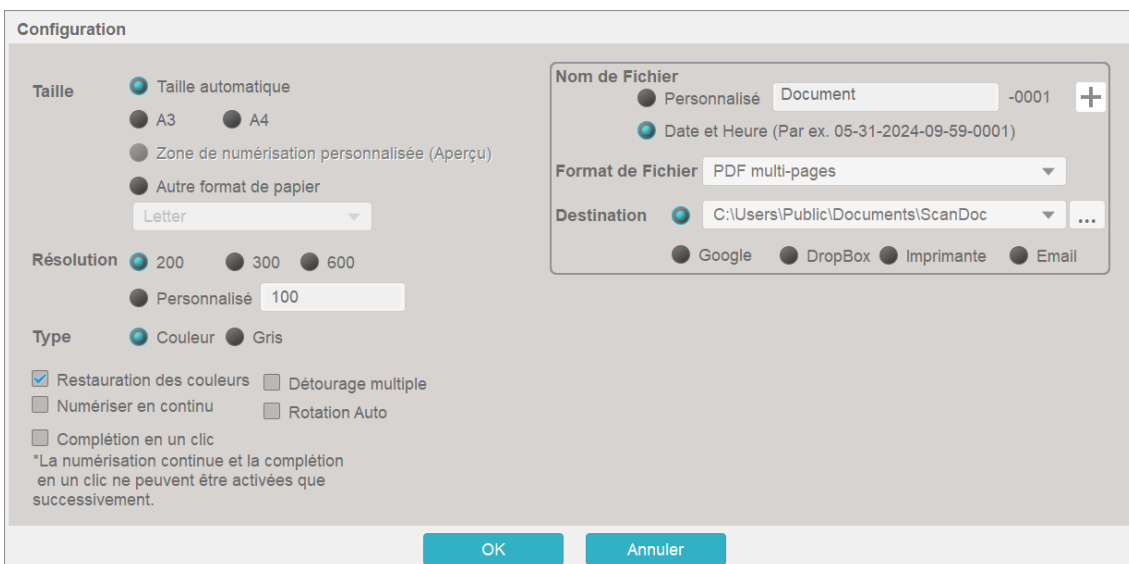 Configuration
Taille
Taille automatique
A3 A4
Zone de numérisation personnalisée (Aperçu)
Autre format de papier
Letter
Résolution 200 300 600
Personnalisé 100
Type Couleur Gris
Restauration des couleurs Détourage multiple
Numériser en continu Rotation Auto
Complétion en un clic
*La numérisation continue et la complétion
en un clic ne peuvent être activées que
successivement.
Nom de Fichier
Personnalisé Document -0001 +
Date et Heure (Par ex. 05-31-2024-09-59-0001)
Format de Fichier PDF multi-pages
Destination C:\Users\Public\Documents\ScanDoc ...
Google DropBox Imprimante Email
OK Annuler